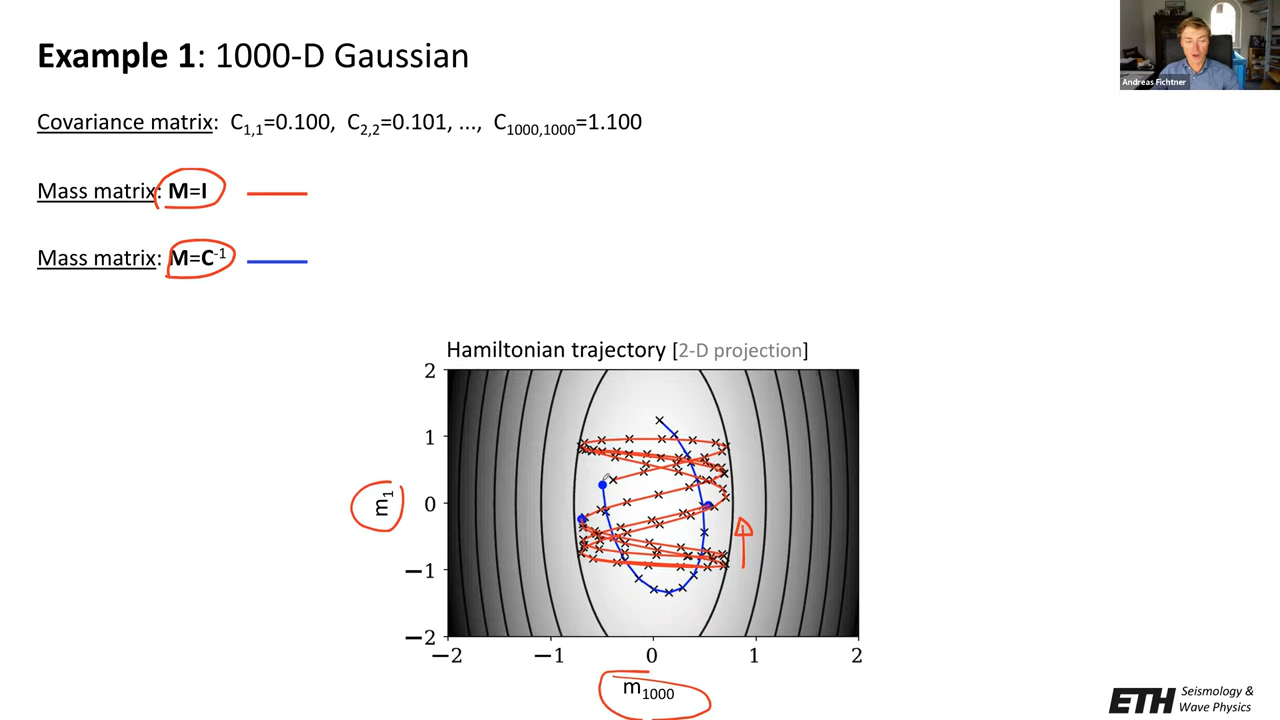 Example 1: 1000-D Gaussian
Andreas Fichtner
Covariance matrix: C1,1=0.100, C2,2=0.101, ..., C1000,1000=1.100
Mass matrix: M=I
Mass matrix: M=C-1
Hamiltonian trajectory [2-D projection]
2
1
0
−1
−2
m1
−2 −1 0 1 2
m1000
ETH Seismology &
Wave Physics